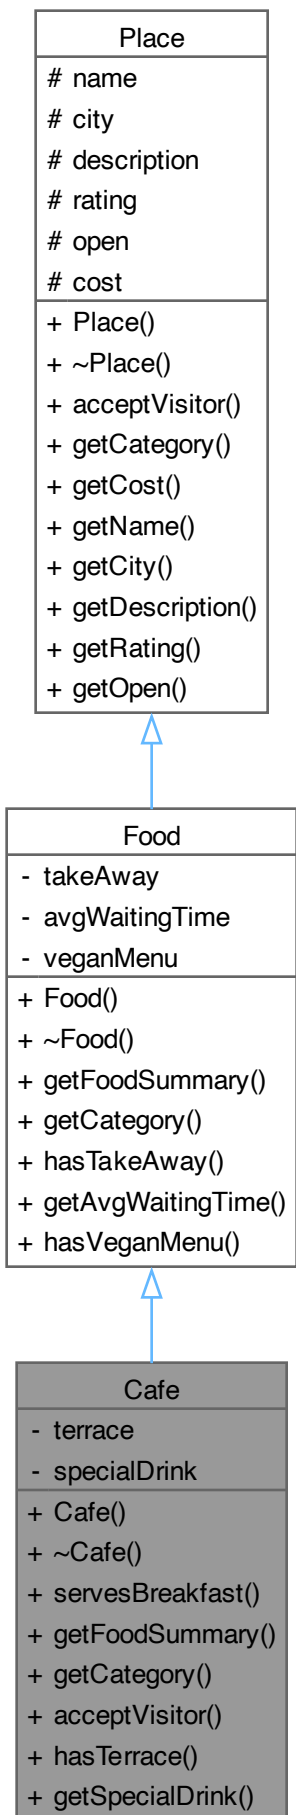 Place
# name
# city
# description
# rating
# open
# cost
+ Place()
+ ~Place()
+ acceptVisitor()
+ getCategory()
+ getCost()
+ getName()
+ getCity()
+ getDescription()
+ getRating()
+ getOpen()
Food
- takeAway
- avgWaitingTime
- veganMenu
+ Food()
+ ~Food()
+ getFoodSummary()
+ getCategory()
+ hasTakeAway()
+ getAvgWaitingTime()
+ hasVeganMenu()
Cafe
- terrace
- specialDrink
+ Cafe()
+ ~Cafe()
+ servesBreakfast()
+ getFoodSummary()
+ getCategory()
+ acceptVisitor()
+ hasTerrace()
+ getSpecialDrink()